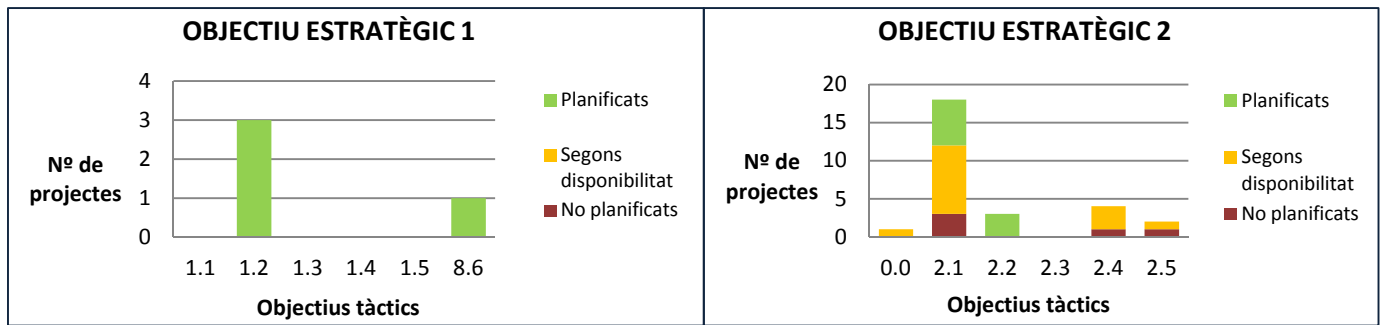 OBJECTIU ESTRATÈGIC 1
4
3
2
1
0
Nº de
projectes
1.1 1.2 1.3 1.4 1.5 8.6
Objectius tàctics
Planificats
Segons
disponibilitat
No planificats
OBJECTIU ESTRATÈGIC 2
20
15
10
5
0
Nº de
projectes
0.0 2.1 2.2 2.3 2.4 2.5
Objectius tàctics
Planificats
Segons
disponibilitat
No planificats